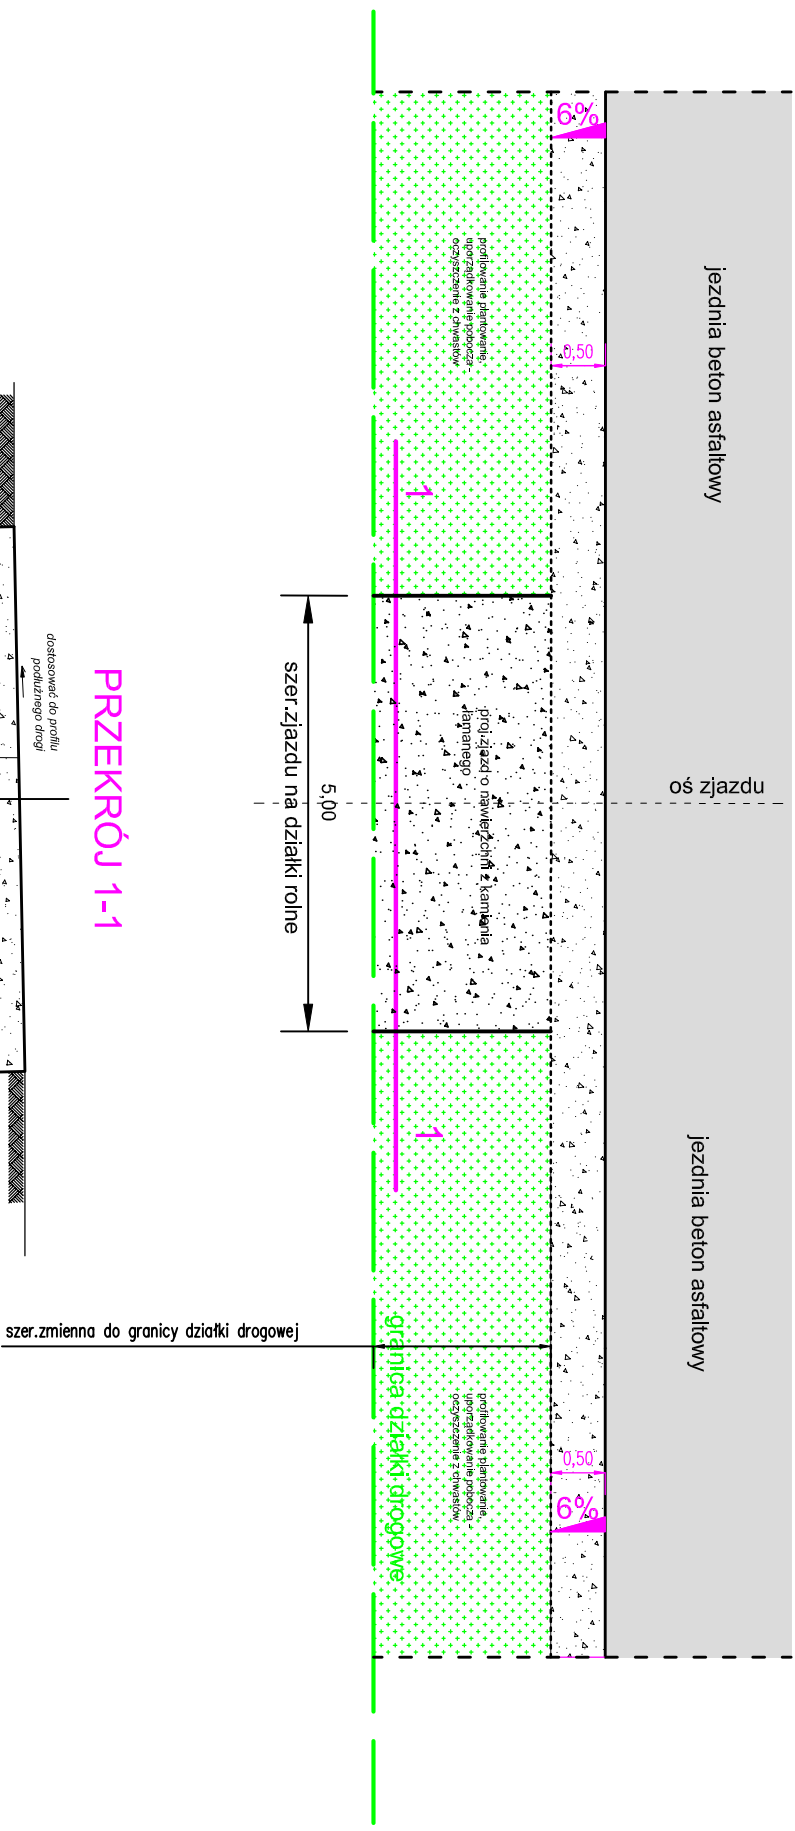 6%
jezdnia beton asfaltowy
profilowanie plantowanie,
uporządkowanie pobocza -
oczyszczenie z chwastów
0,50
1
oś zjazdu
proj.zjazd o nawierzchni z kamienia
łamanego
5,00
szer.zjazdu na działki rolne
PRZEKRÓJ 1-1
dostosować do profilu
podłużnego drogi
1
jezdnia beton asfaltowy
szer.zmienna do granicy działki drogowej
granica działki drogowe
profilowanie plantowanie,
uporządkowanie pobocza -
oczyszczenie z chwastów
0,50
6%